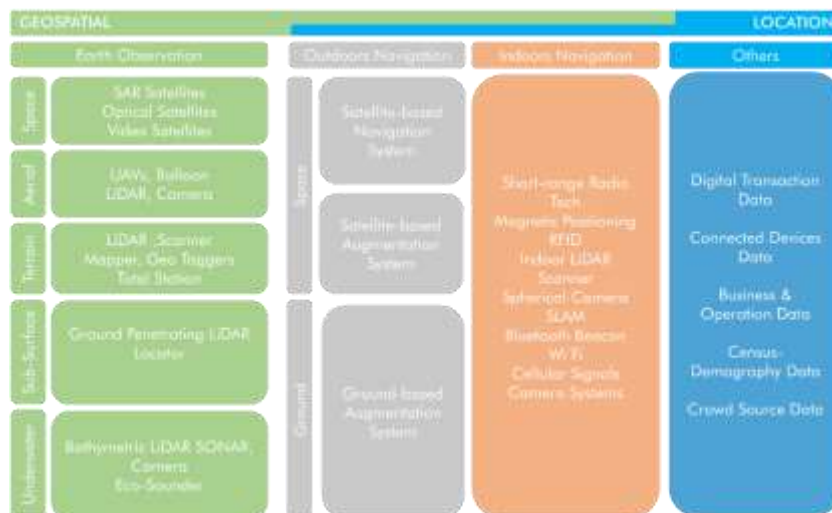 GEOSPATIAL
LOCATION
Earth Observation
Outdoors Navigation
Indoors Navigation
Others
Space
SAR Satellites
Optical Satellites
Video Satellites
Aerial
UAVs, Balloon
LiDAR, Camera
Terrain
LiDAR, Scanner
Mapper, Geo Taggers
Total Station
Sub-Surface
Ground Penetrating LiDAR
Locator
Underwater
Bathymetric LiDAR SONAR,
Camera
Eco-Sounder
Space
Satellite-based
Navigation
System
Satellite-based
Augmentation
System
Ground
Ground-based
Augmentation
System
Short-range Radio
Tech
Magnetic Positioning
RFID
Indoor LiDAR
Scanner
Spherical Camera
SLAM
Bluetooth Beacon
Wi Fi
Cellular Signals
Camera Systems
Digital Transaction
Data
Connected Devices
Data
Business &
Operation Data
Census-
Demography Data
Crowd Source Data